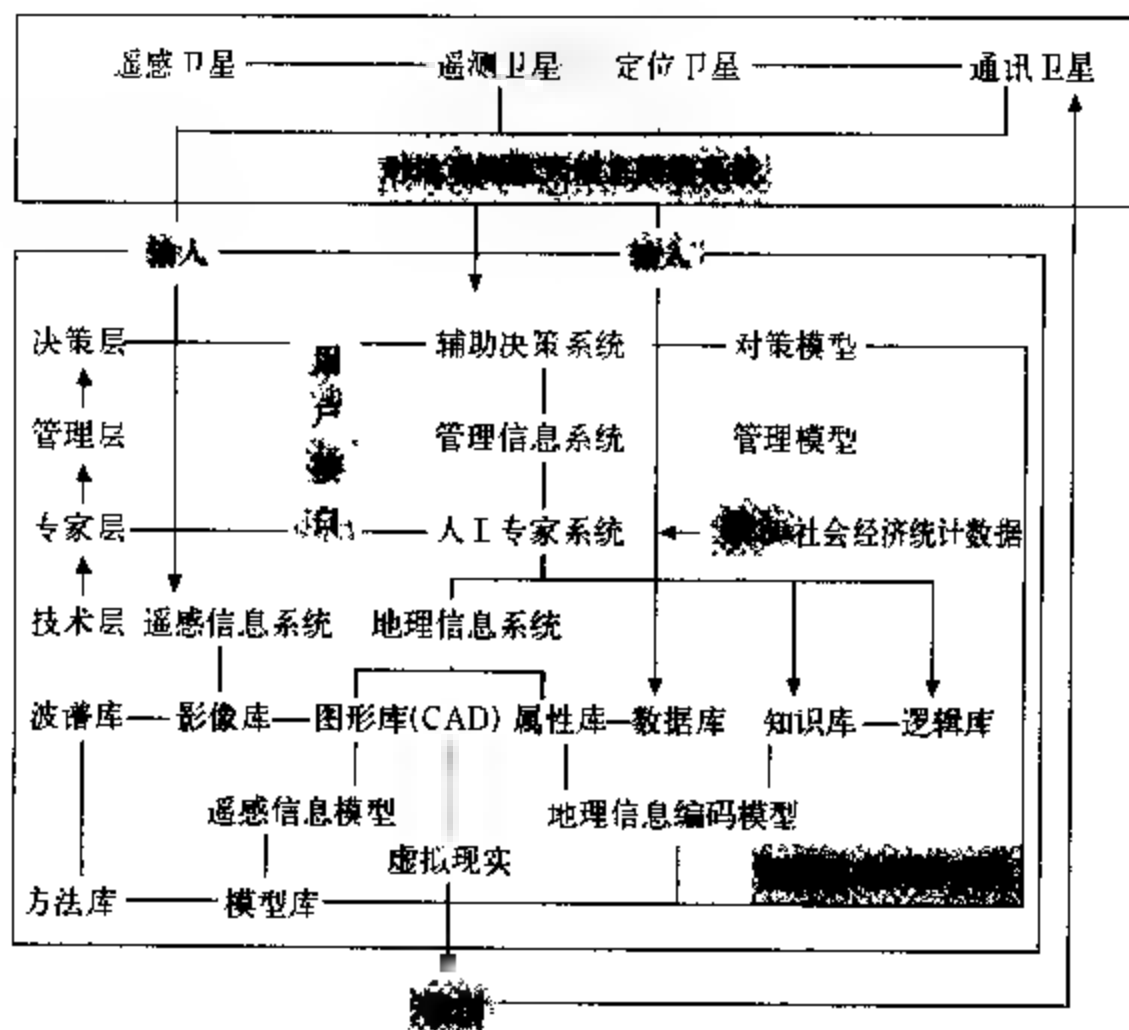 遥感卫星 遥测卫星 定位卫星 通讯卫星
输入 输入
决策层 辅助决策系统 对策模型
用户接口
管理层 管理信息系统 管理模型
专家层 人工专家系统 社会经济统计数据
技术层 遥感信息系统 地理信息系统
波谱库 影像库 图形库(CAD) 属性库 数据库 知识库 逻辑库
遥感信息模型 地理信息编码模型
虚拟现实
方法库 模型库